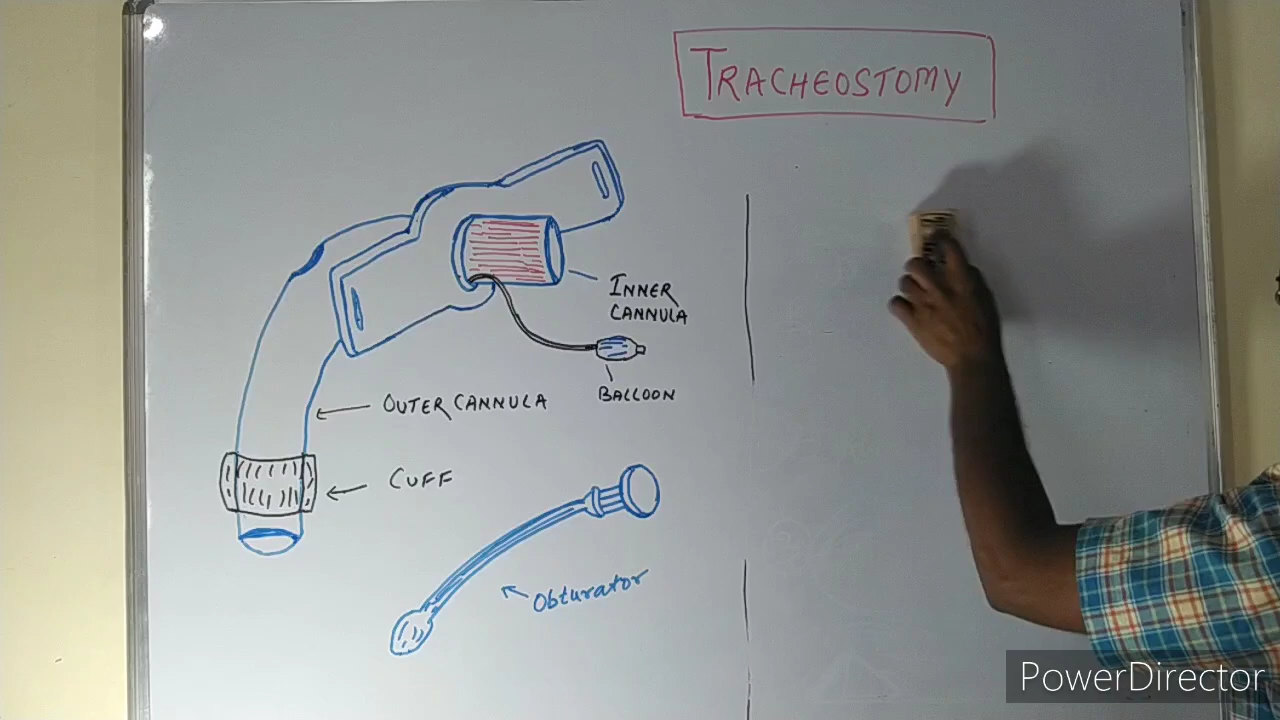 TRACHEOSTOMY
INNER
CANNULA
BALLOON
OUTER CANNULA
CUFF
Obturator
PowerDirector